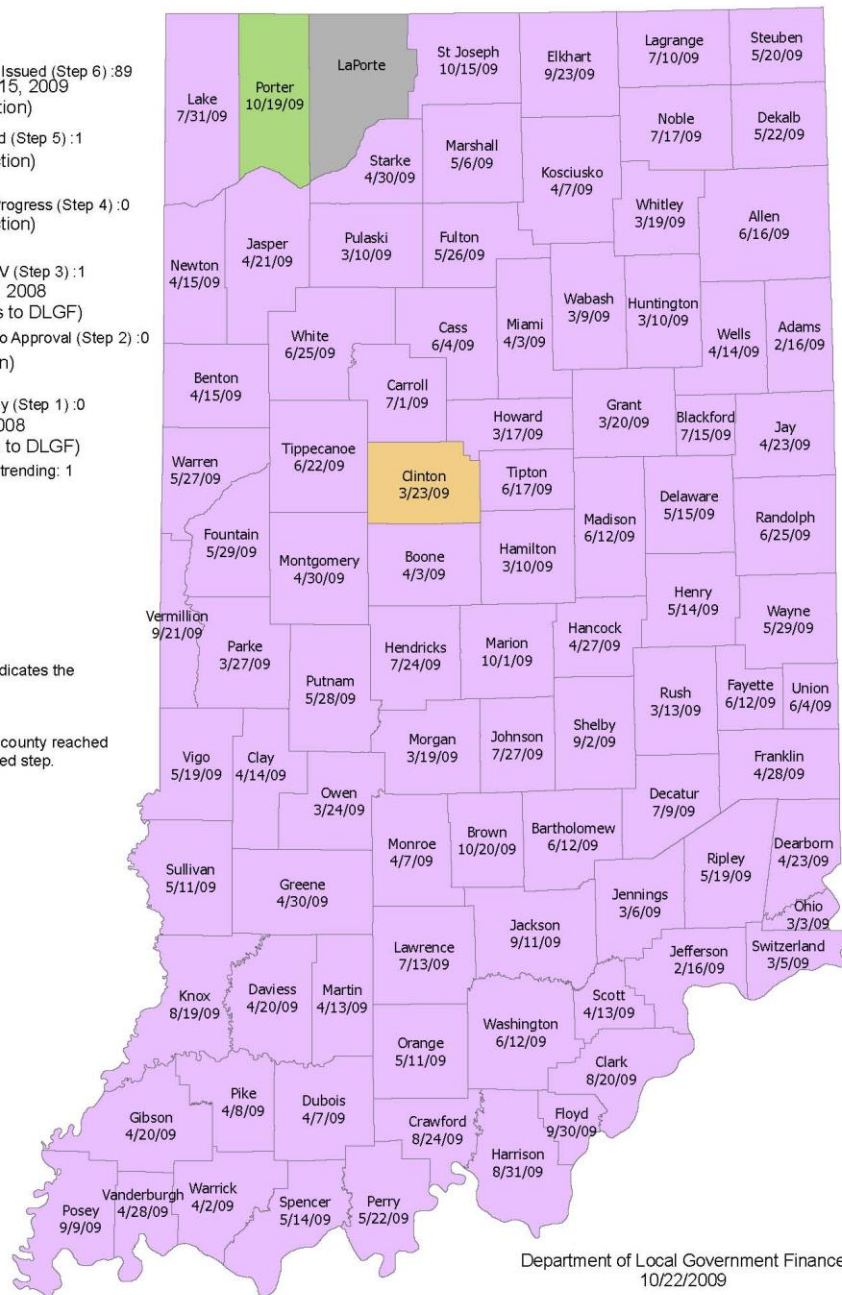 Issued (Step 6) :89
15, 2009
tion)
d (Step 5) :1
ction)
Progress (Step 4) :0
ction)
V (Step 3) :1
2008
s to DLGF)
o Approval (Step 2) :0
n)
y (Step 1) :0
008
to DLGF)
trending: 1
dicates the
county reached
ed step.
Lake
7/31/09
Porter
10/19/09
LaPorte
St Joseph
10/15/09
Elkhart
9/23/09
Lagrange
7/10/09
Steuben
5/20/09
Noble
7/17/09
Dekalb
5/22/09
Starke
4/30/09
Marshall
5/6/09
Kosciusko
4/7/09
Whitley
3/19/09
Allen
6/16/09
Newton
4/15/09
Jasper
4/21/09
Pulaski
3/10/09
Fulton
5/26/09
Miami
4/3/09
Wabash
3/9/09
Huntington
3/10/09
Wells
4/14/09
Adams
2/16/09
White
6/25/09
Cass
6/4/09
Benton
4/15/09
Carroll
7/1/09
Howard
3/17/09
Grant
3/20/09
Blackford
7/15/09
Jay
4/23/09
Warren
5/27/09
Tippecanoe
6/22/09
Clinton
3/23/09
Tipton
6/17/09
Madison
6/12/09
Delaware
5/15/09
Randolph
6/25/09
Fountain
5/29/09
Montgomery
4/30/09
Boone
4/3/09
Hamilton
3/10/09
Henry
5/14/09
Wayne
5/29/09
Vermillion
9/21/09
Parke
3/27/09
Putnam
5/28/09
Hendricks
7/24/09
Marion
10/1/09
Hancock
4/27/09
Rush
3/13/09
Fayette
6/12/09
Union
6/4/09
Vigo
5/19/09
Clay
4/14/09
Owen
3/24/09
Morgan
3/19/09
Johnson
7/27/09
Shelby
9/2/09
Decatur
7/9/09
Franklin
4/28/09
Sullivan
5/11/09
Greene
4/30/09
Monroe
4/7/09
Brown
10/20/09
Bartholomew
6/12/09
Jennings
3/6/09
Ripley
5/19/09
Dearborn
4/23/09
Ohio
3/3/09
Knox
8/19/09
Daviess
4/20/09
Martin
4/13/09
Lawrence
7/13/09
Jackson
9/11/09
Jefferson
2/16/09
Switzerland
3/5/09
Orange
5/11/09
Washington
6/12/09
Scott
4/13/09
Clark
8/20/09
Gibson
4/20/09
Pike
4/8/09
Dubois
4/7/09
Crawford
8/24/09
Floyd
9/30/09
Harrison
8/31/09
Posey
9/9/09
Vanderburgh
4/28/09
Warrick
4/2/09
Spencer
5/14/09
Perry
5/22/09
Department of Local Government Finance
10/22/2009